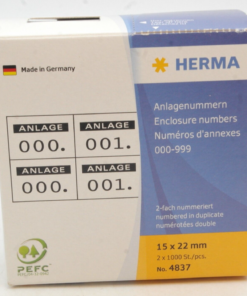 Made in Germany
HERMA
Anlagenummern
Enclosure numbers
Numéros d'annexes
000-999
ANLAGE ANLAGE
000. 001.
ANLAGE ANLAGE
000. 001.
2-fach nummeriert
numbered in duplicate
numérotées double
15 x 22 mm
2 x 1000 St./pcs.
No. 4837
PEFC